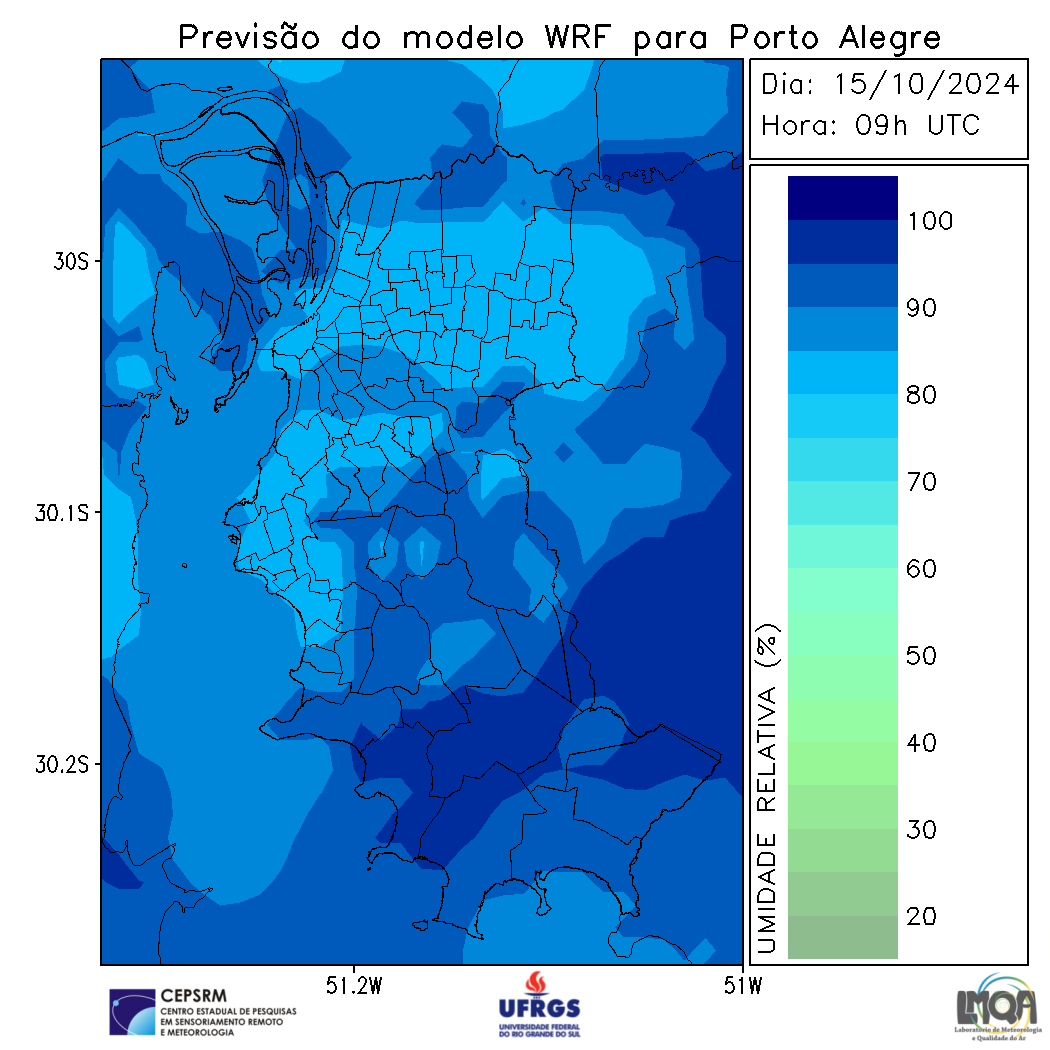 Previsão do modelo WRF para Porto Alegre
Dia: 15/10/2024
Hora: 09h UTC
30S
30.1S
30.2S
51.2W
51W
UMIDADE RELATIVA (%)
100
90
80
70
60
50
40
30
20
CEPSRM
CENTRO ESTADUAL DE PESQUISAS
EM SENSORIAMENTO REMOTO
E METEOROLOGIA
UFRGS
UNIVERSIDADE FEDERAL
DO RIO GRANDE DO SUL
LMQA
Laboratório de Meteorologia
e Qualidade do Ar